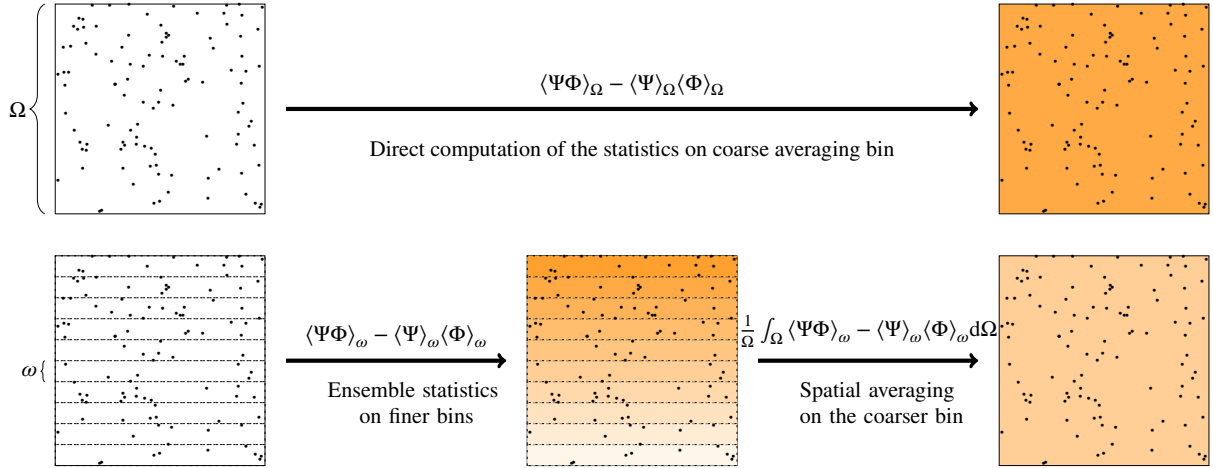 Ω
⟨ΨΦ⟩_Ω − ⟨Ψ⟩_Ω⟨Φ⟩_Ω
Direct computation of the statistics on coarse averaging bin
ω
⟨ΨΦ⟩_ω − ⟨Ψ⟩_ω⟨Φ⟩_ω
Ensemble statistics
on finer bins
1/Ω ∫_Ω ⟨ΨΦ⟩_ω − ⟨Ψ⟩_ω⟨Φ⟩_ω dΩ
Spatial averaging
on the coarser bin